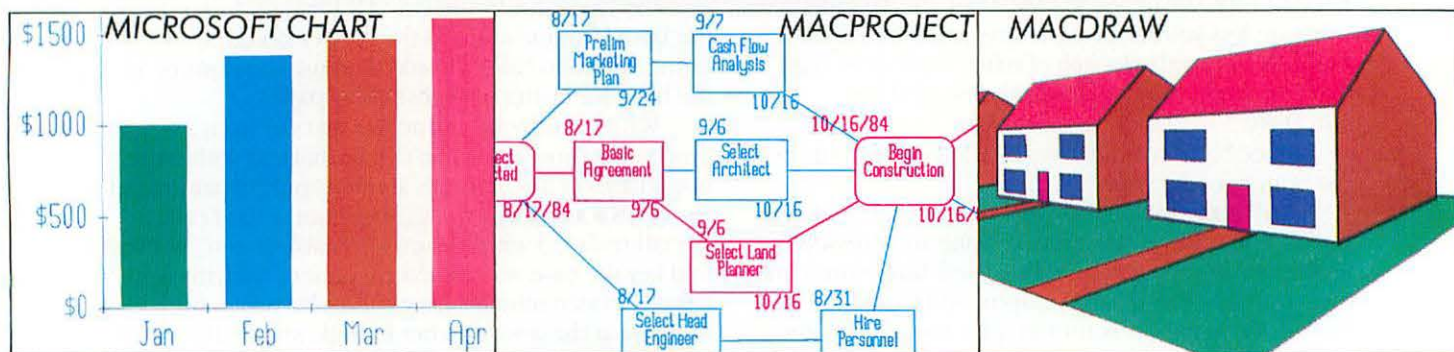 MICROSOFT CHART
$1500
$1000
$500
$0
Jan Feb Mar Apr
MACPROJECT
8/17
Prelim
Marketing
Plan
9/24
9/7
Cash Flow
Analysis
10/16
8/17
Basic
Agreement
9/6
9/6
Select
Architect
10/16
10/16/84
Begin
Construction
8/17/84
9/6
Select Land
Planner
10/16
8/17
Select Head
Engineer
8/31
Hire
Personnel
MACDRAW